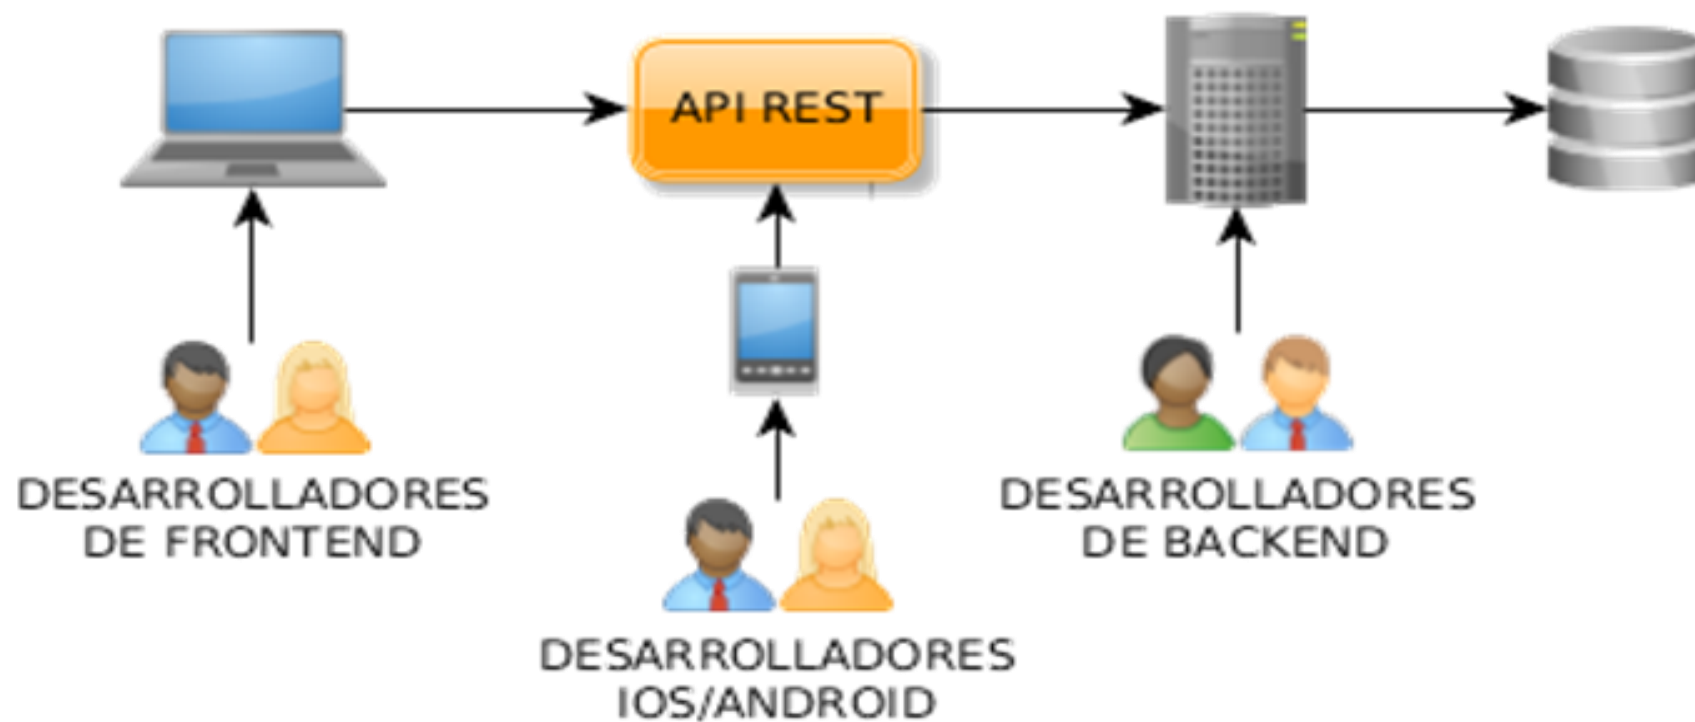 API REST
DESARROLLADORES
DE FRONTEND
DESARROLLADORES
DE BACKEND
DESARROLLADORES
IOS/ANDROID